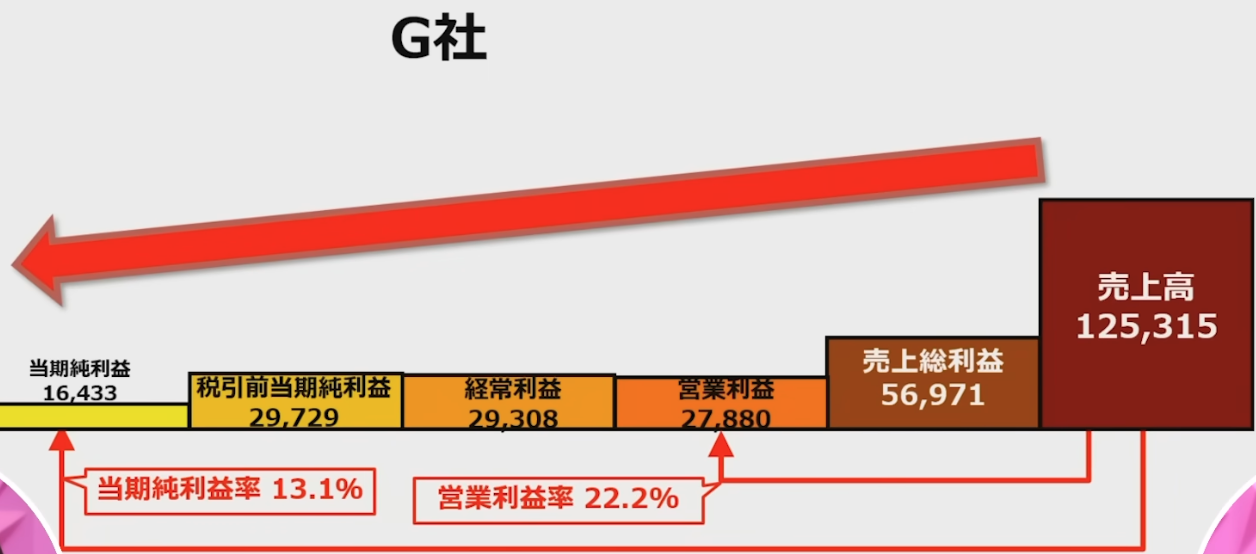 G社
当期純利益
16,433
税引前当期純利益
29,729
経常利益
29,308
営業利益
27,880
売上総利益
56,971
売上高
125,315
当期純利益率 13.1%
営業利益率 22.2%